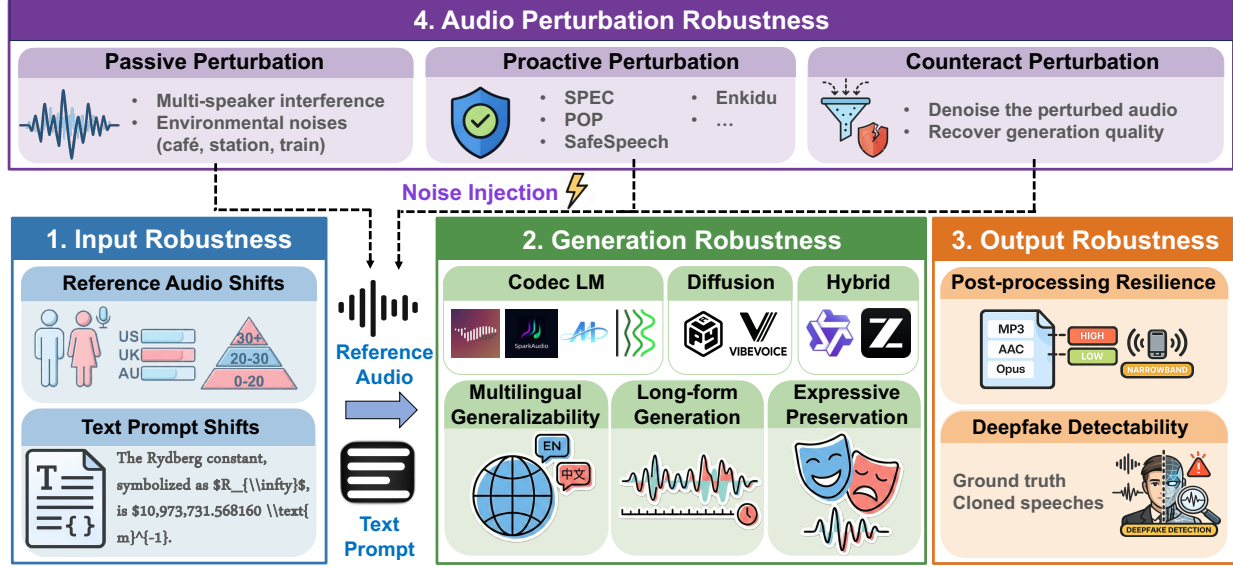 4. Audio Perturbation Robustness
Passive Perturbation
• Multi-speaker interference
• Environmental noises
(café, station, train)
Proactive Perturbation
• SPEC
• POP
• SafeSpeech
• Enkidu
• ...
Counteract Perturbation
• Denoise the perturbed audio
• Recover generation quality
Noise Injection
1. Input Robustness
Reference Audio Shifts
US
UK
AU
30+
20-30
0-20
Text Prompt Shifts
T
{}
The Rydberg constant,
symbolized as $R_{\\infty}$,
is $10,973,731.568160 \\text{
m}^{-1}.
Reference
Audio
Text
Prompt
2. Generation Robustness
Codec LM
SparkAudio
Diffusion
VIBEVOICE
Hybrid
Z
Multilingual
Generalizability
EN
中文
Long-form
Generation
Expressive
Preservation
3. Output Robustness
Post-processing Resilience
MP3
AAC
Opus
HIGH
LOW
NARROWBAND
Deepfake Detectability
Ground truth
Cloned speeches
DEEPFAKE DETECTION